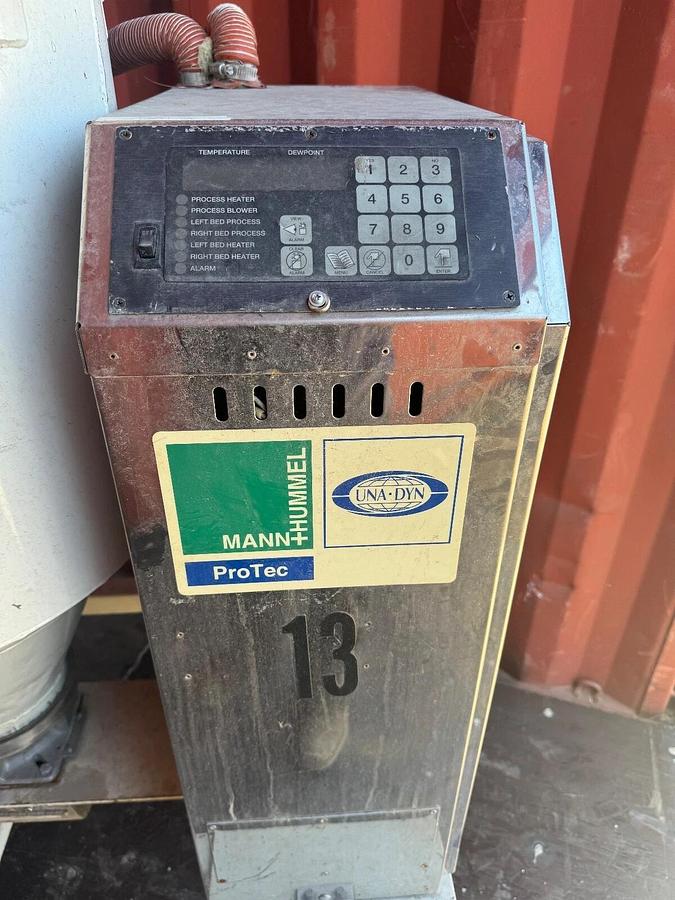 TEMPERATURE DEWPOINT
PROCESS HEATER
PROCESS BLOWER
LEFT BED PROCESS
RIGHT BED PROCESS
LEFT BED HEATER
RIGHT BED HEATER
ALARM
YES NO
1 2 3
4 5 6
7 8 9
0
VIEW
ALARM
CLEAR
ALARM
MENU
CANCEL
ENTER
MANN+HUMMEL
ProTec
UNA·DYN
13